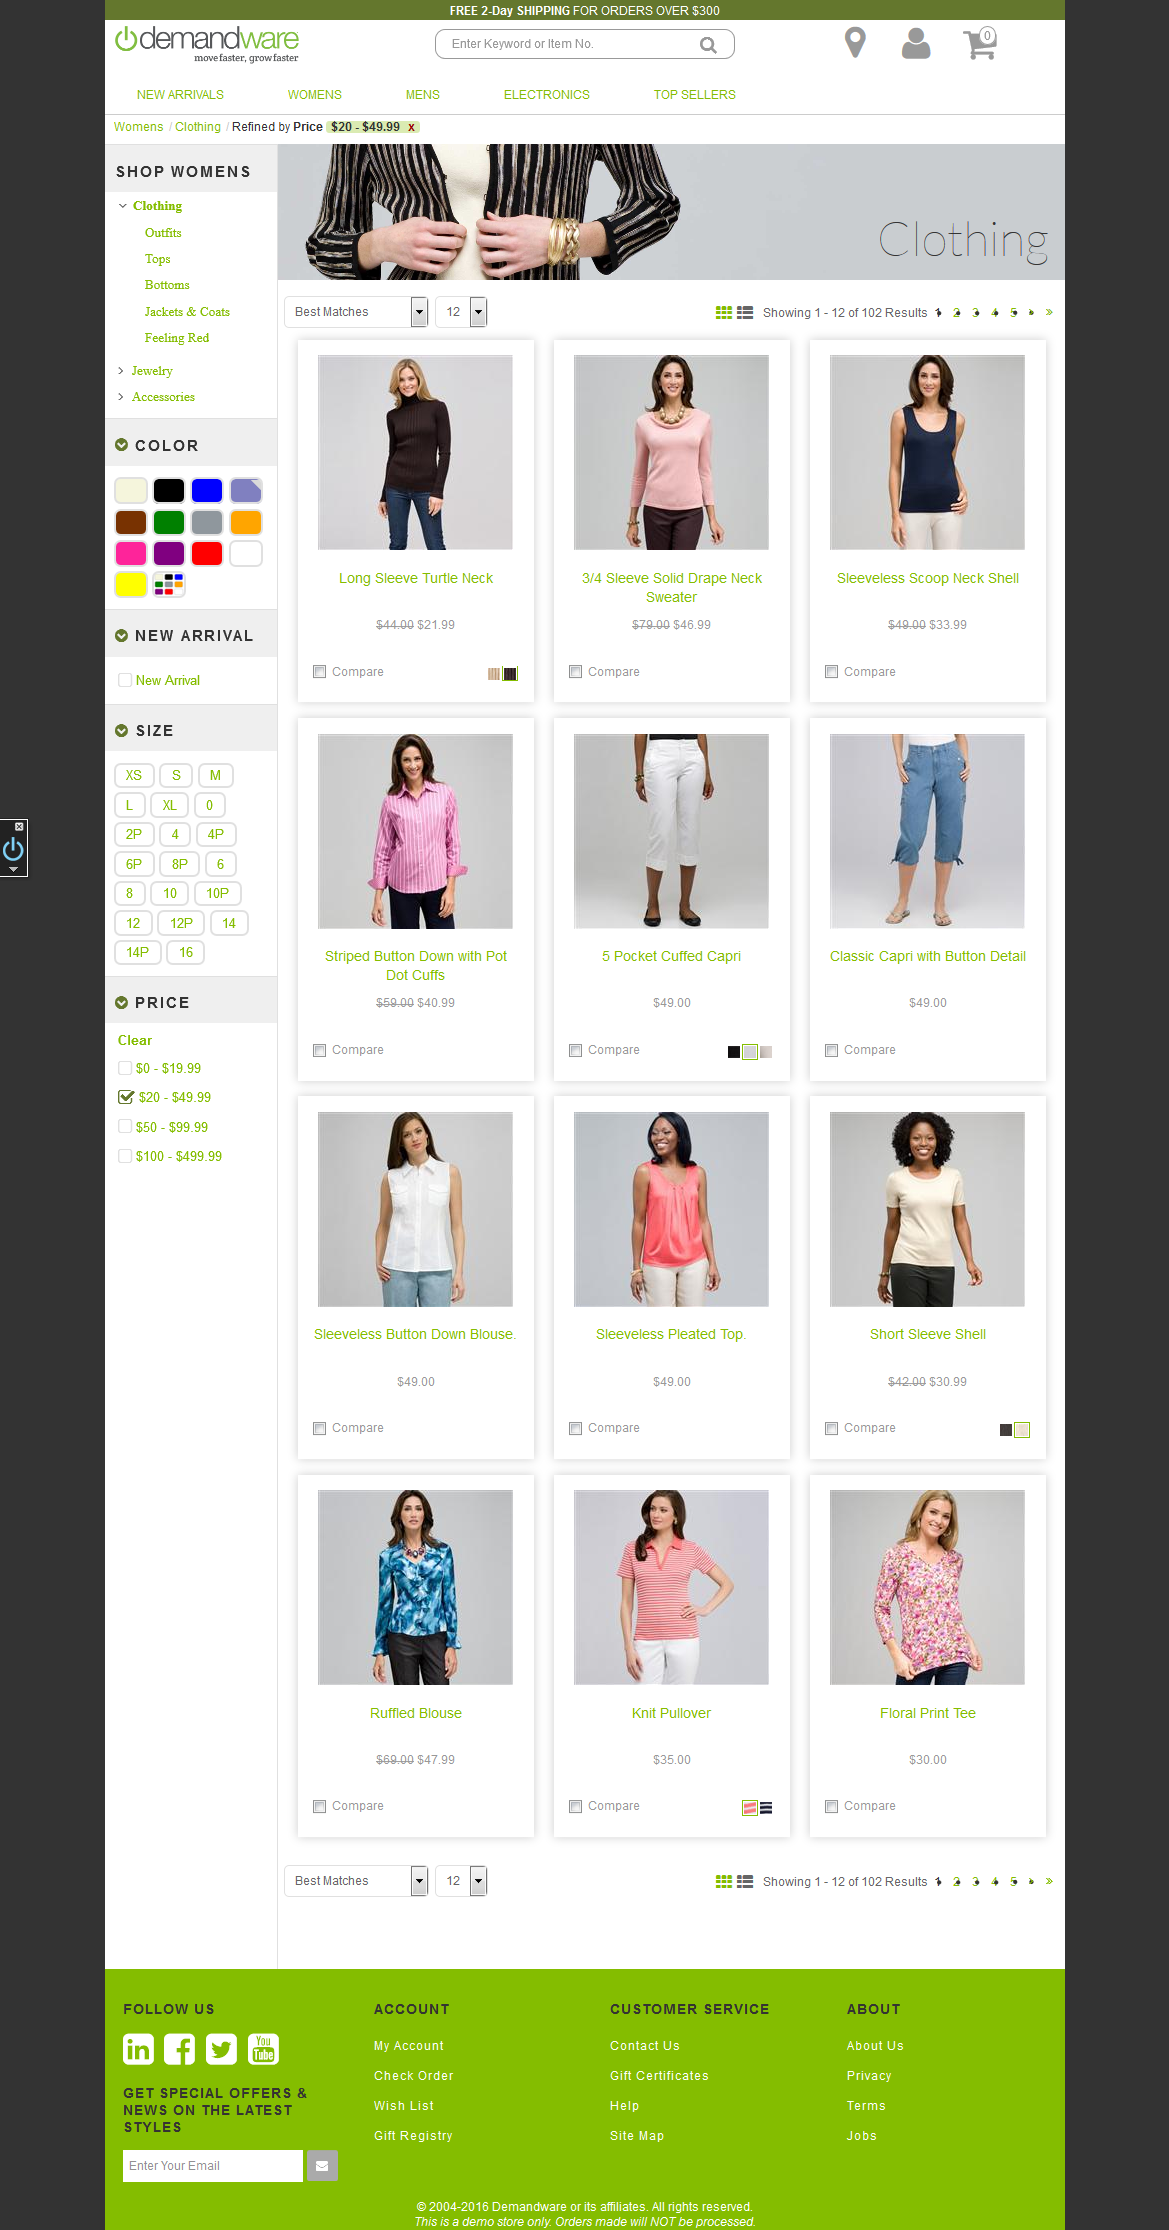 FREE 2-Day SHIPPING FOR ORDERS OVER $300
demandware
move faster, grow faster
Enter Keyword or Item No.
0
NEW ARRIVALS WOMENS MENS ELECTRONICS TOP SELLERS
Womens / Clothing / Refined by Price $20 - $49.99 x
SHOP WOMENS
Clothing
Outfits
Tops
Bottoms
Jackets & Coats
Feeling Red
Jewelry
Accessories
COLOR
NEW ARRIVAL
New Arrival
SIZE
XS S M
L XL 0
2P 4 4P
6P 8P 6
8 10 10P
12 12P 14
14P 16
PRICE
Clear
$0 - $19.99
$20 - $49.99
$50 - $99.99
$100 - $499.99
Clothing
Best Matches 12 Showing 1 - 12 of 102 Results 1 2 3 4 5 »
Long Sleeve Turtle Neck
$44.00 $21.99
Compare
3/4 Sleeve Solid Drape Neck
Sweater
$79.00 $46.99
Compare
Sleeveless Scoop Neck Shell
$49.00 $33.99
Compare
Striped Button Down with Pot
Dot Cuffs
$59.00 $40.99
Compare
5 Pocket Cuffed Capri
$49.00
Compare
Classic Capri with Button Detail
$49.00
Compare
Sleeveless Button Down Blouse.
$49.00
Compare
Sleeveless Pleated Top.
$49.00
Compare
Short Sleeve Shell
$42.00 $30.99
Compare
Ruffled Blouse
$69.00 $47.99
Compare
Knit Pullover
$35.00
Compare
Floral Print Tee
$30.00
Compare
Best Matches 12 Showing 1 - 12 of 102 Results 1 2 3 4 5 »
FOLLOW US
in f You Tube
GET SPECIAL OFFERS &
NEWS ON THE LATEST
STYLES
Enter Your Email
ACCOUNT
My Account
Check Order
Wish List
Gift Registry
CUSTOMER SERVICE
Contact Us
Gift Certificates
Help
Site Map
ABOUT
About Us
Privacy
Terms
Jobs
© 2004-2016 Demandware or its affiliates. All rights reserved.
This is a demo store only. Orders made will NOT be processed.